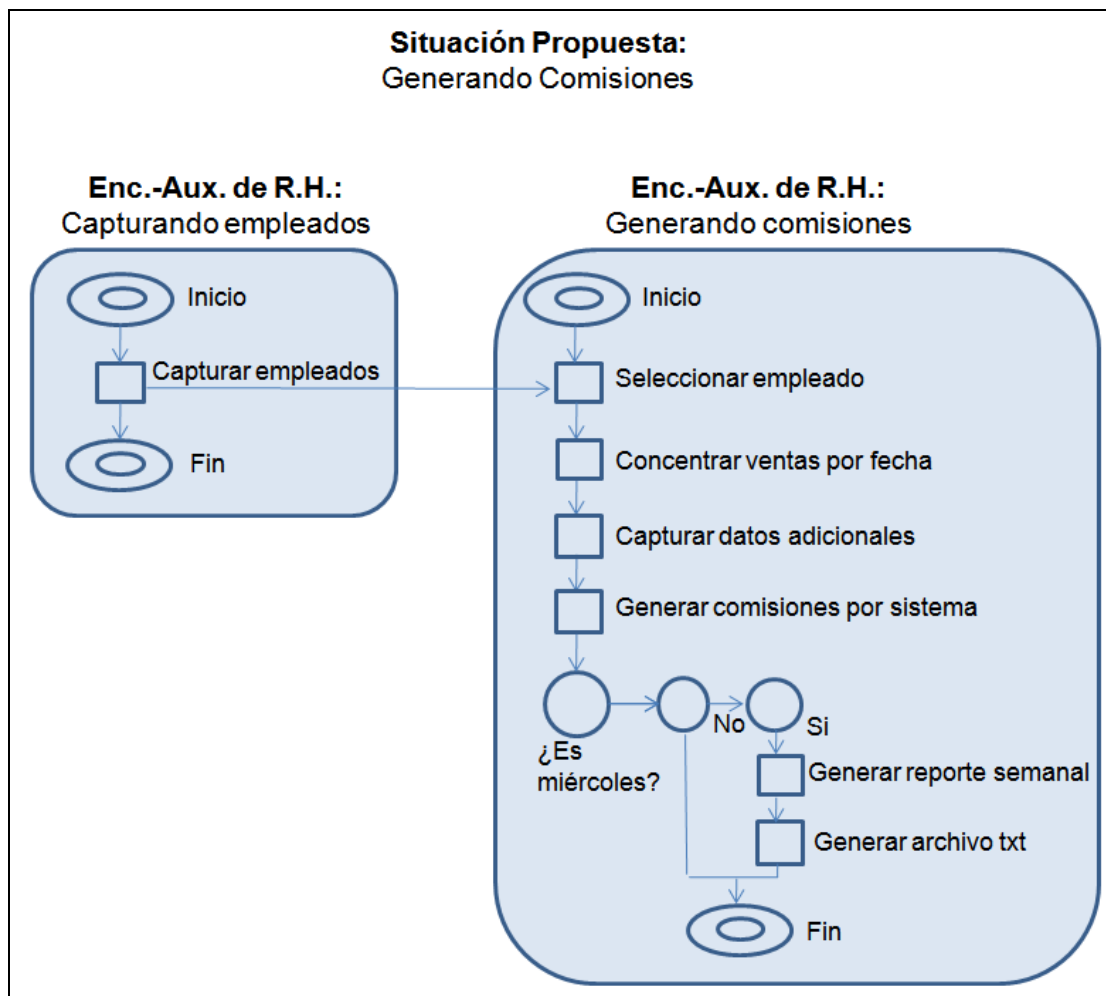 Situación Propuesta:
Generando Comisiones
Enc.-Aux. de R.H.:
Capturando empleados
Inicio
Capturar empleados
Fin
Enc.-Aux. de R.H.:
Generando comisiones
Inicio
Seleccionar empleado
Concentrar ventas por fecha
Capturar datos adicionales
Generar comisiones por sistema
¿Es
miércoles?
No
Si
Generar reporte semanal
Generar archivo txt
Fin